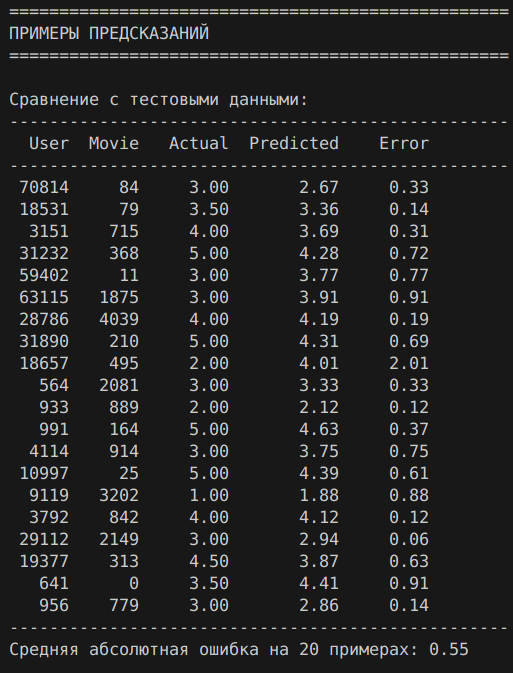 ==================================================
ПРИМЕРЫ ПРЕДСКАЗАНИЙ
==================================================
Сравнение с тестовыми данными:
--------------------------------------------------
User Movie Actual Predicted Error
--------------------------------------------------
70814 84 3.00 2.67 0.33
18531 79 3.50 3.36 0.14
3151 715 4.00 3.69 0.31
31232 368 5.00 4.28 0.72
59402 11 3.00 3.77 0.77
63115 1875 3.00 3.91 0.91
28786 4039 4.00 4.19 0.19
31890 210 5.00 4.31 0.69
18657 495 2.00 4.01 2.01
564 2081 3.00 3.33 0.33
933 889 2.00 2.12 0.12
991 164 5.00 4.63 0.37
4114 914 3.00 3.75 0.75
10997 25 5.00 4.39 0.61
9119 3202 1.00 1.88 0.88
3792 842 4.00 4.12 0.12
29112 2149 3.00 2.94 0.06
19377 313 4.50 3.87 0.63
641 0 3.50 4.41 0.91
956 779 3.00 2.86 0.14
--------------------------------------------------
Средняя абсолютная ошибка на 20 примерах: 0.55